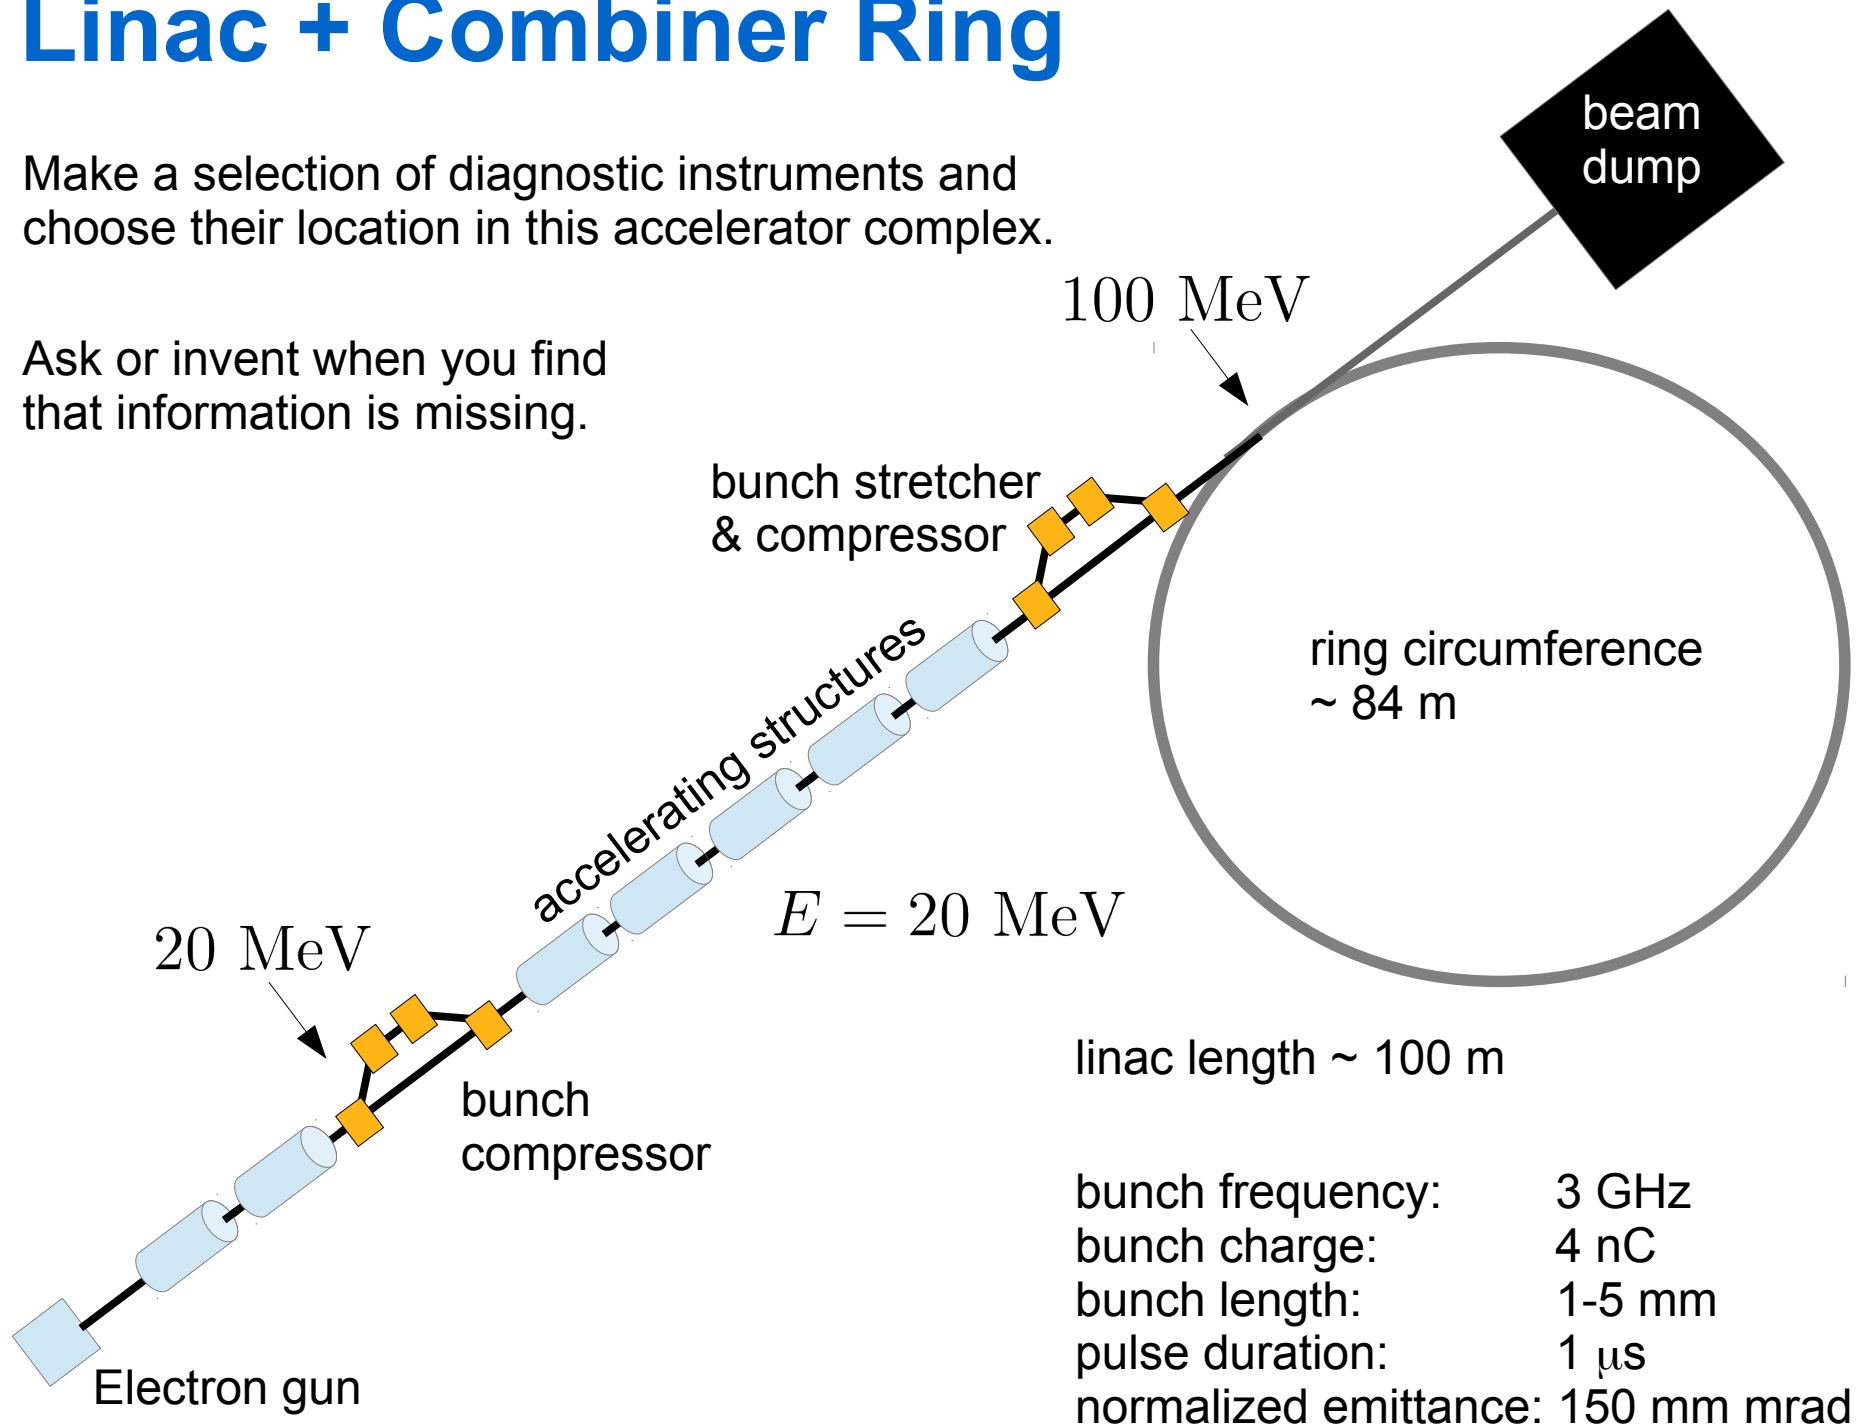 Linac + Combiner Ring
beam
dump
Make a selection of diagnostic instruments and
choose their location in this accelerator complex.
100 MeV
Ask or invent when you find
that information is missing.
bunch stretcher
& compressor
ring circumference
~ 84 m
accelerating structures
E = 20 MeV
20 MeV
linac length ~ 100 m
bunch
compressor
bunch frequency: 3 GHz
bunch charge: 4 nC
bunch length: 1-5 mm
pulse duration: 1 μs
Electron gun
normalized emittance: 150 mm mrad